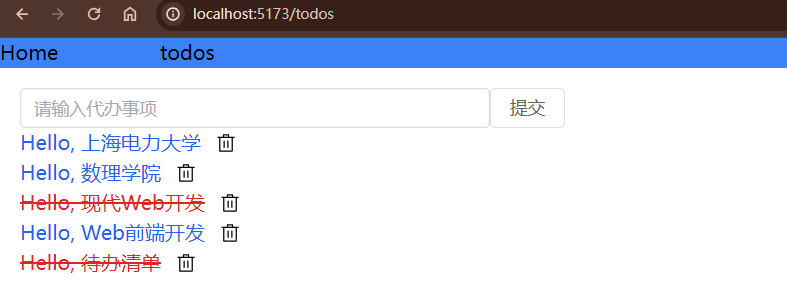 localhost:5173/todos
Home todos
请输入代办事项 提交
Hello, 上海电力大学
Hello, 数理学院
Hello, 现代Web开发
Hello, Web前端开发
Hello, 待办清单